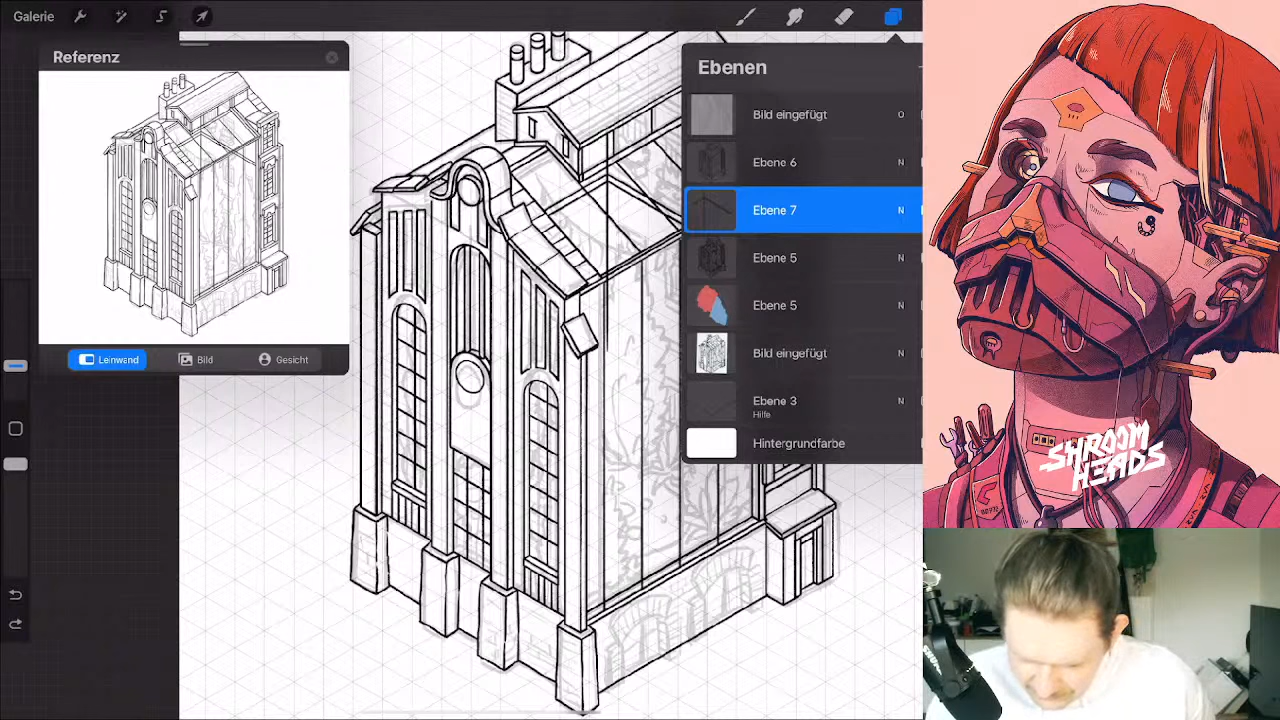 Galerie
Referenz
Leinwand
Bild
Gesicht
Ebenen
Bild eingefügt O
Ebene 6 N
Ebene 7 N
Ebene 5 N
Ebene 5 N
Bild eingefügt N
Ebene 3 N
Hilfe
Hintergrundfarbe
SHROOM
HEADS